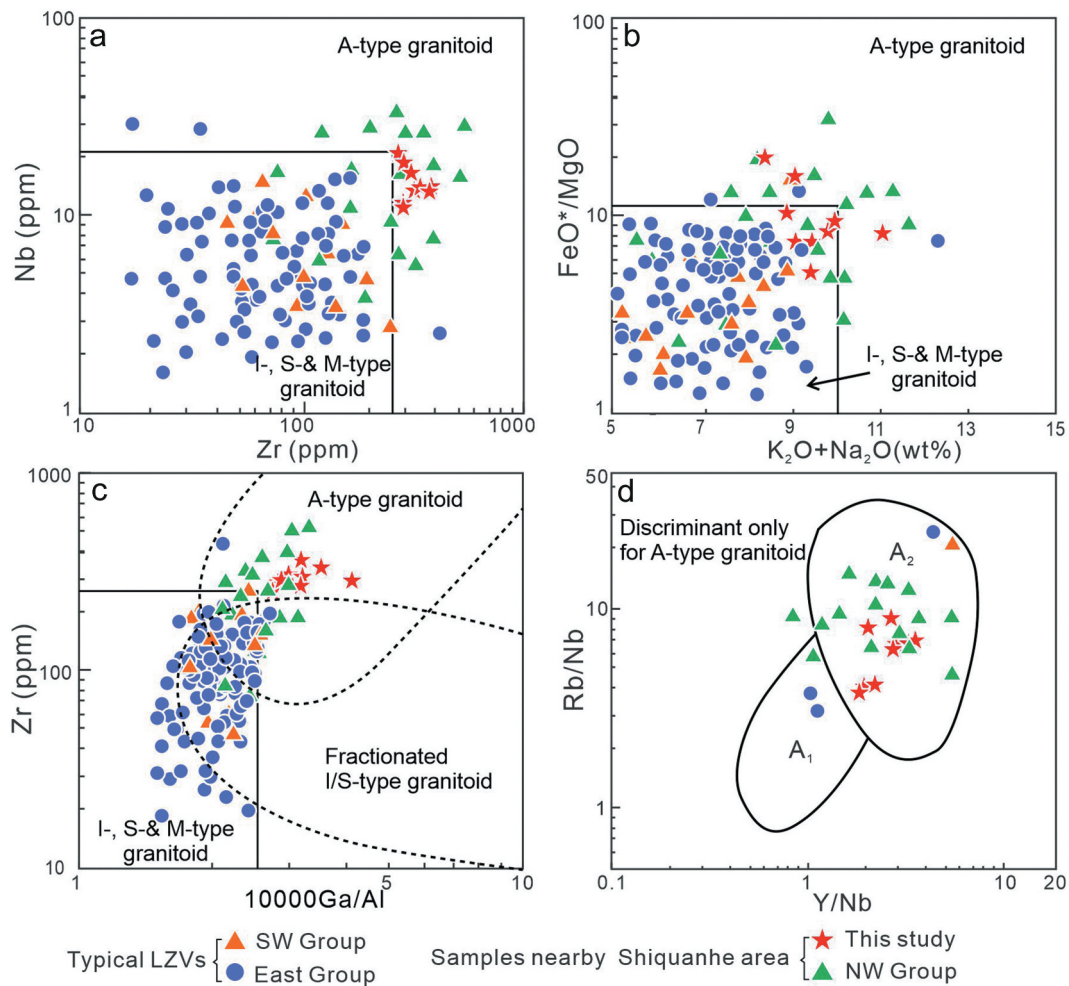 a
A-type granitoid
I-, S-& M-type
granitoid
Nb (ppm)
100
10
1
10
100
1000
Zr (ppm)
b
A-type granitoid
I-, S-& M-type
granitoid
FeO*/MgO
100
10
1
5
7
9
11
13
15
K₂O+Na₂O(wt%)
c
A-type granitoid
Fractionated
I/S-type granitoid
I-, S-& M-type
granitoid
Zr (ppm)
1000
100
10
1
5
10
10000Ga/Al
d
Discriminant only
for A-type granitoid
A₂
A₁
Rb/Nb
50
10
1
0.1
1
10
20
Y/Nb
Typical LZVs
SW Group
East Group
Samples nearby Shiquanhe area
This study
NW Group